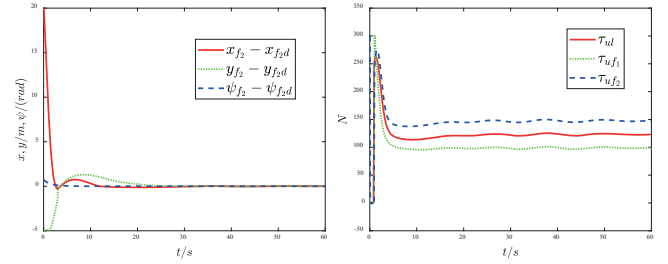 20
15
10
5
0
-5
x, y/m, ψ/(rad)
x_{f_2} − x_{f_2d}
y_{f_2} − y_{f_2d}
ψ_{f_2} − ψ_{f_2d}
0 10 20 30 40 50 60
t/s
350
300
250
200
150
100
50
0
-50
N
τ_{ul}
τ_{uf_1}
τ_{uf_2}
0 10 20 30 40 50 60
t/s